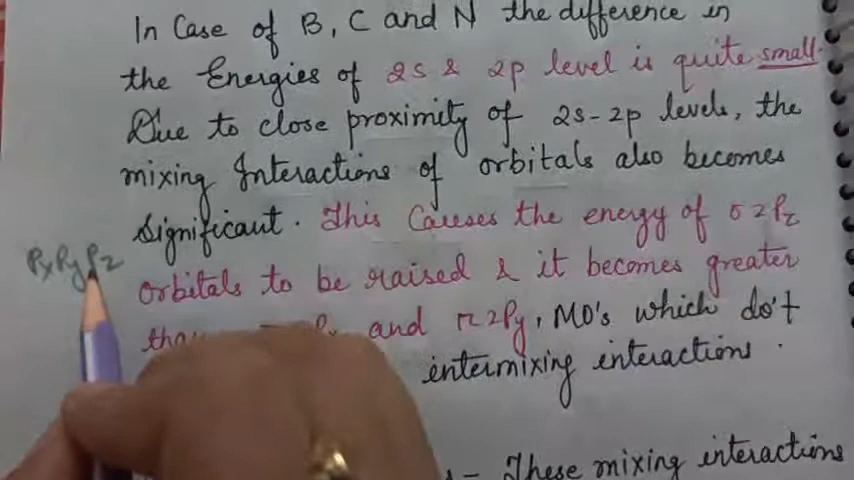 In Case of B, C and N the difference in
the Energies of 2s & 2p level is quite small.
Due to close proximity of 2s-2p levels, the
mixing Interactions of orbitals also becomes
significant. This Causes the energy of σ2Pz
PxPyPz
orbitals to be raised & it becomes greater
and π2Py, MO's which do't
intermixing interactions.
These mixing interactions